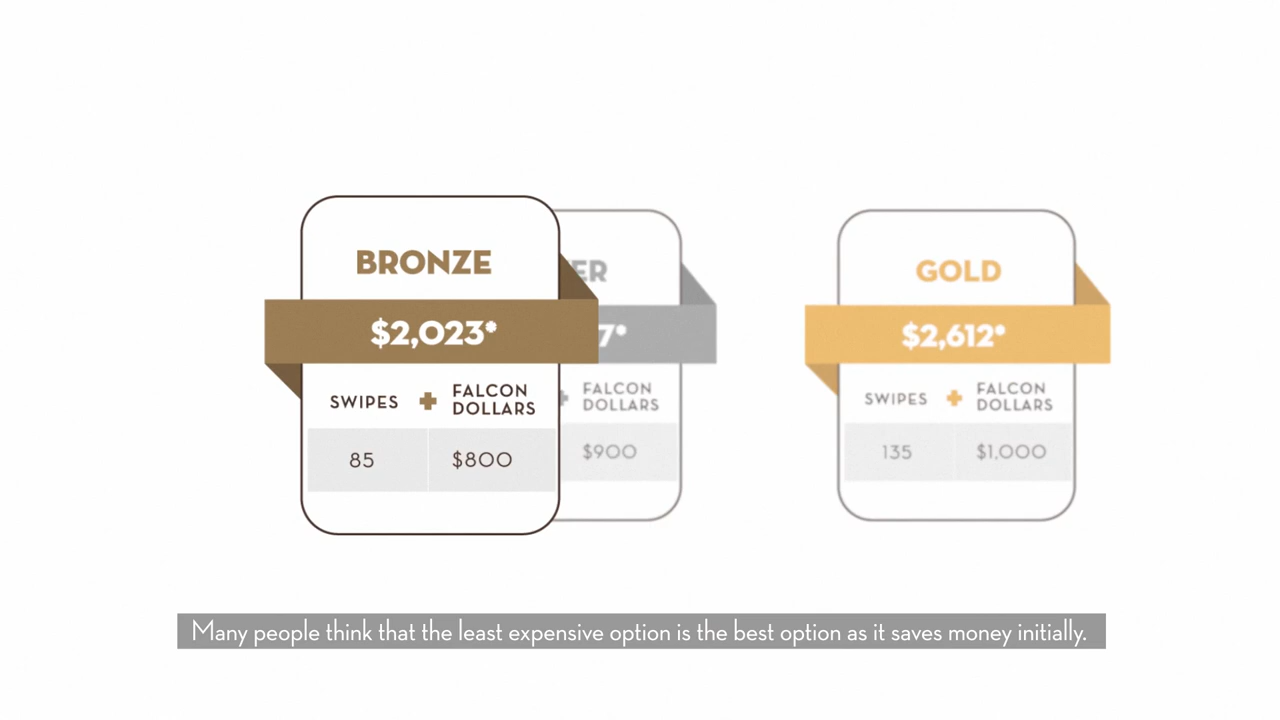 BRONZE
$2,023*
SWIPES + FALCON DOLLARS
85 $800
7*
FALCON DOLLARS
$900
GOLD
$2,612*
SWIPES + FALCON DOLLARS
135 $1,000
Many people think that the least expensive option is the best option as it saves money initially.